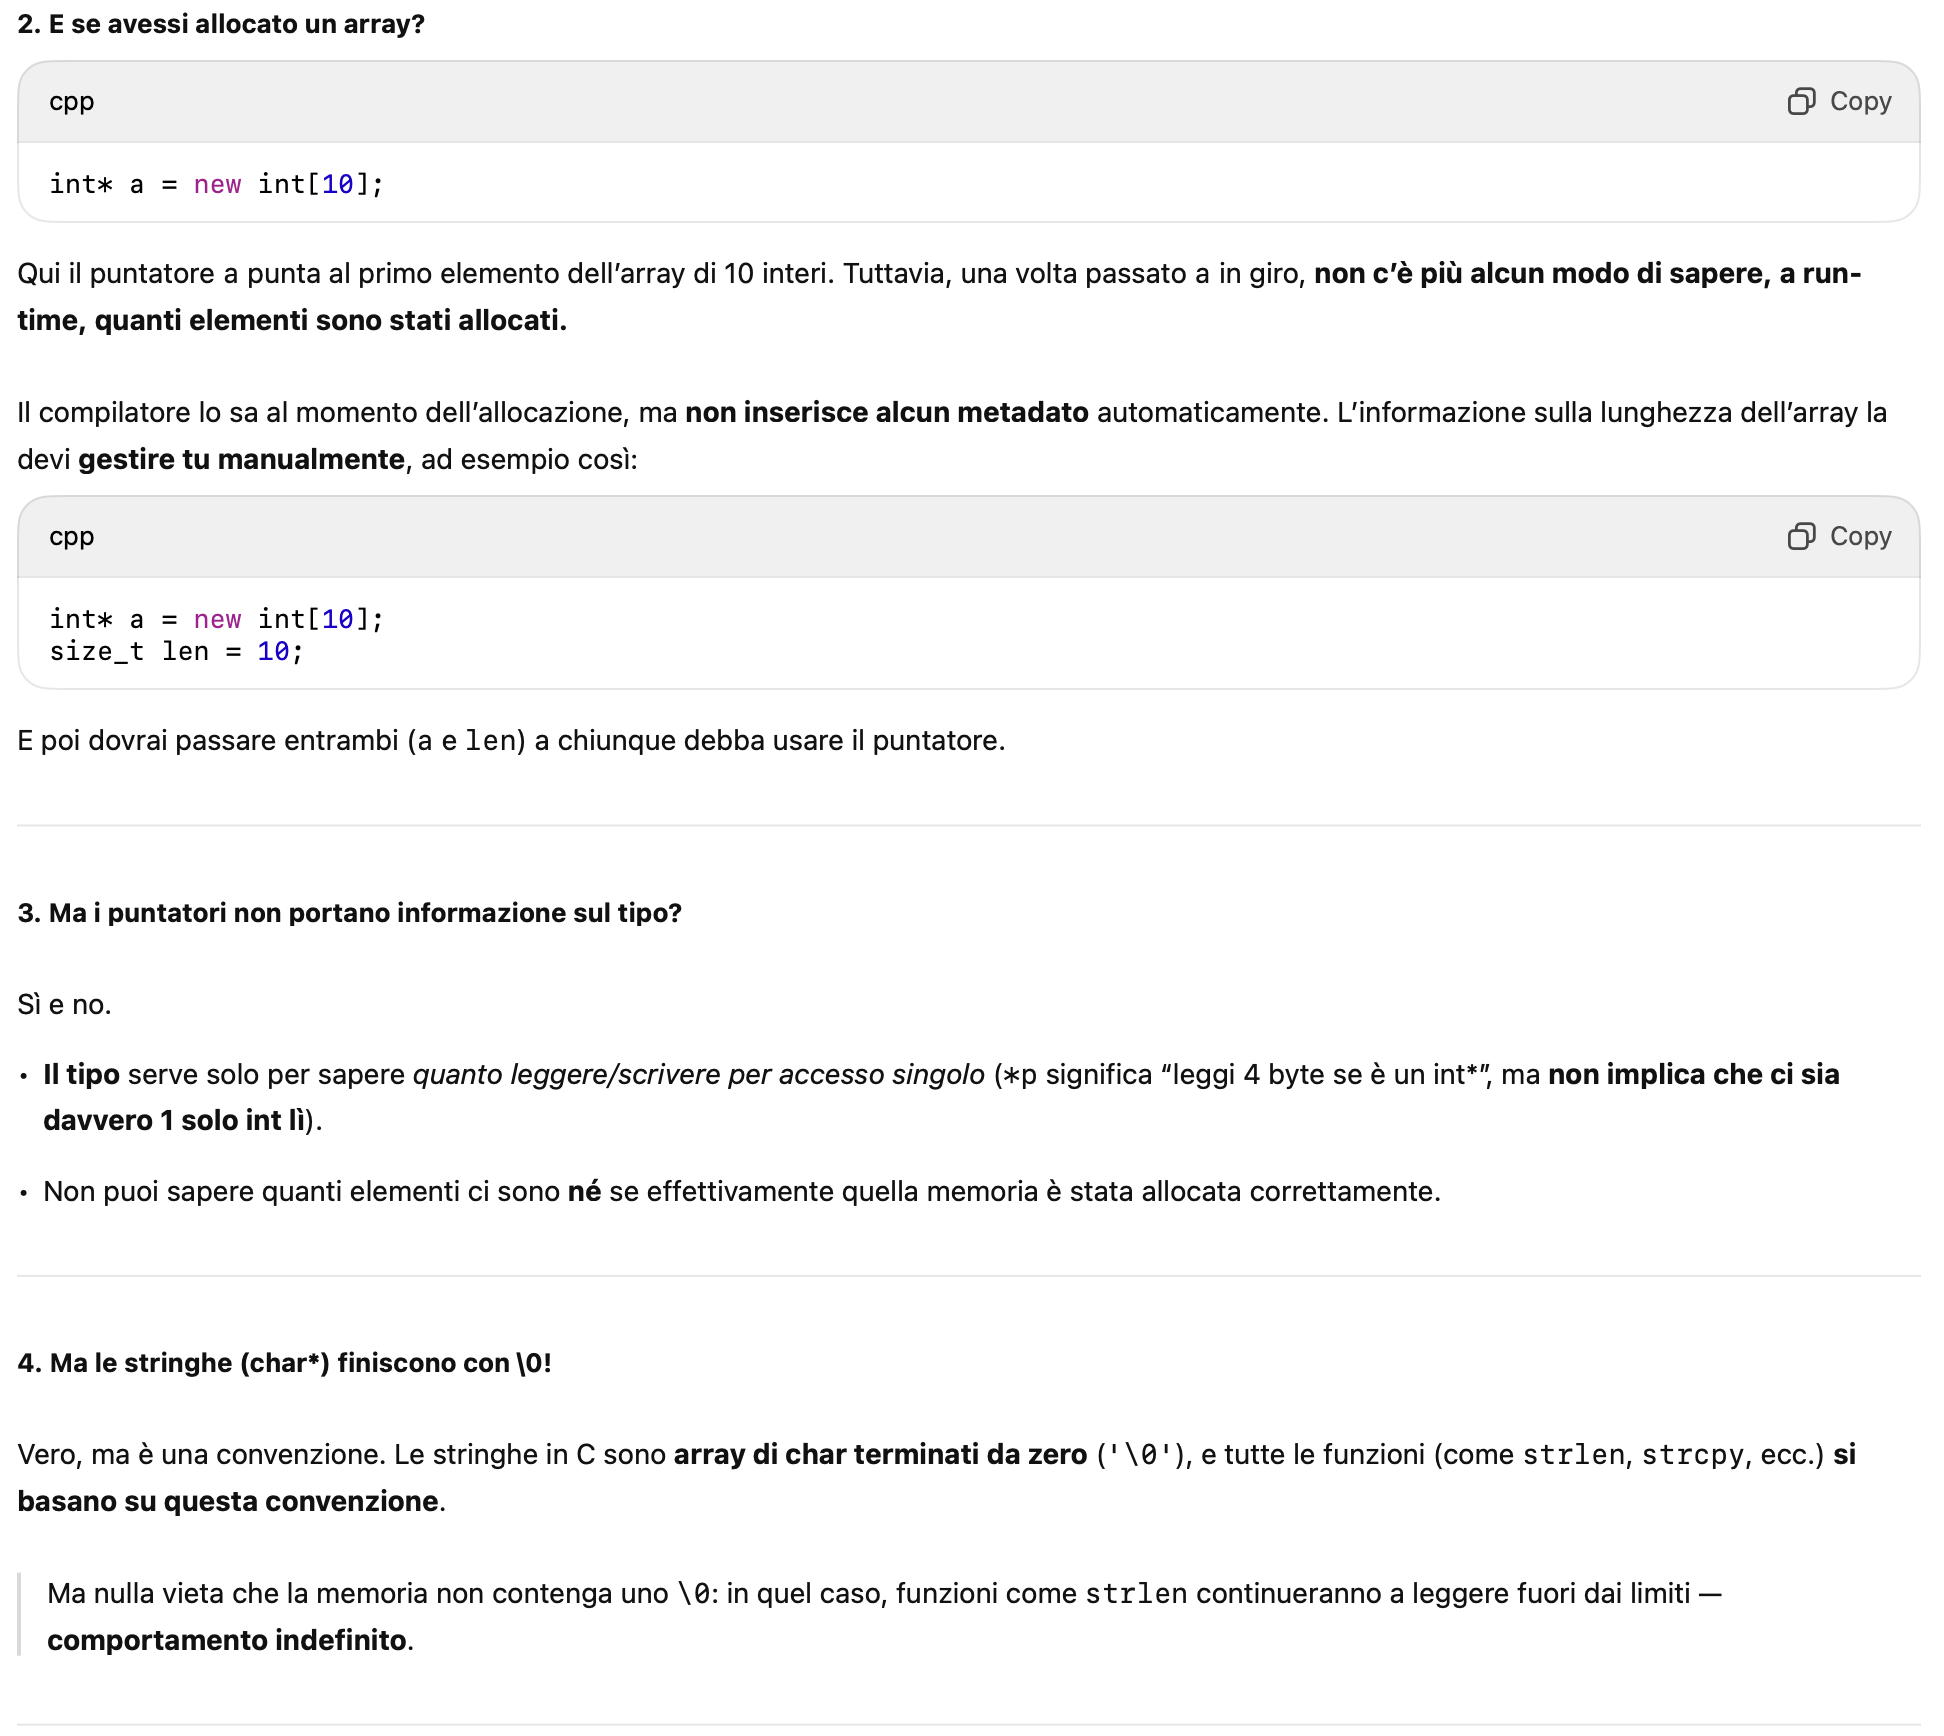 2. E se avessi allocato un array?
cpp
Copy
int* a = new int[10];
Qui il puntatore a punta al primo elemento dell’array di 10 interi. Tuttavia, una volta passato a in giro, non c’è più alcun modo di sapere, a run-
time, quanti elementi sono stati allocati.
Il compilatore lo sa al momento dell’allocazione, ma non inserisce alcun metadato automaticamente. L’informazione sulla lunghezza dell’array la
devi gestire tu manualmente, ad esempio così:
cpp
Copy
int* a = new int[10];
size_t len = 10;
E poi dovrai passare entrambi (a e len) a chiunque debba usare il puntatore.
3. Ma i puntatori non portano informazione sul tipo?
Sì e no.
• Il tipo serve solo per sapere quanto leggere/scrivere per accesso singolo (*p significa “leggi 4 byte se è un int*”, ma non implica che ci sia
davvero 1 solo int lì).
• Non puoi sapere quanti elementi ci sono né se effettivamente quella memoria è stata allocata correttamente.
4. Ma le stringhe (char*) finiscono con \0!
Vero, ma è una convenzione. Le stringhe in C sono array di char terminati da zero ('\0'), e tutte le funzioni (come strlen, strcpy, ecc.) si
basano su questa convenzione.
Ma nulla vieta che la memoria non contenga uno \0: in quel caso, funzioni come strlen continueranno a leggere fuori dai limiti —
comportamento indefinito.